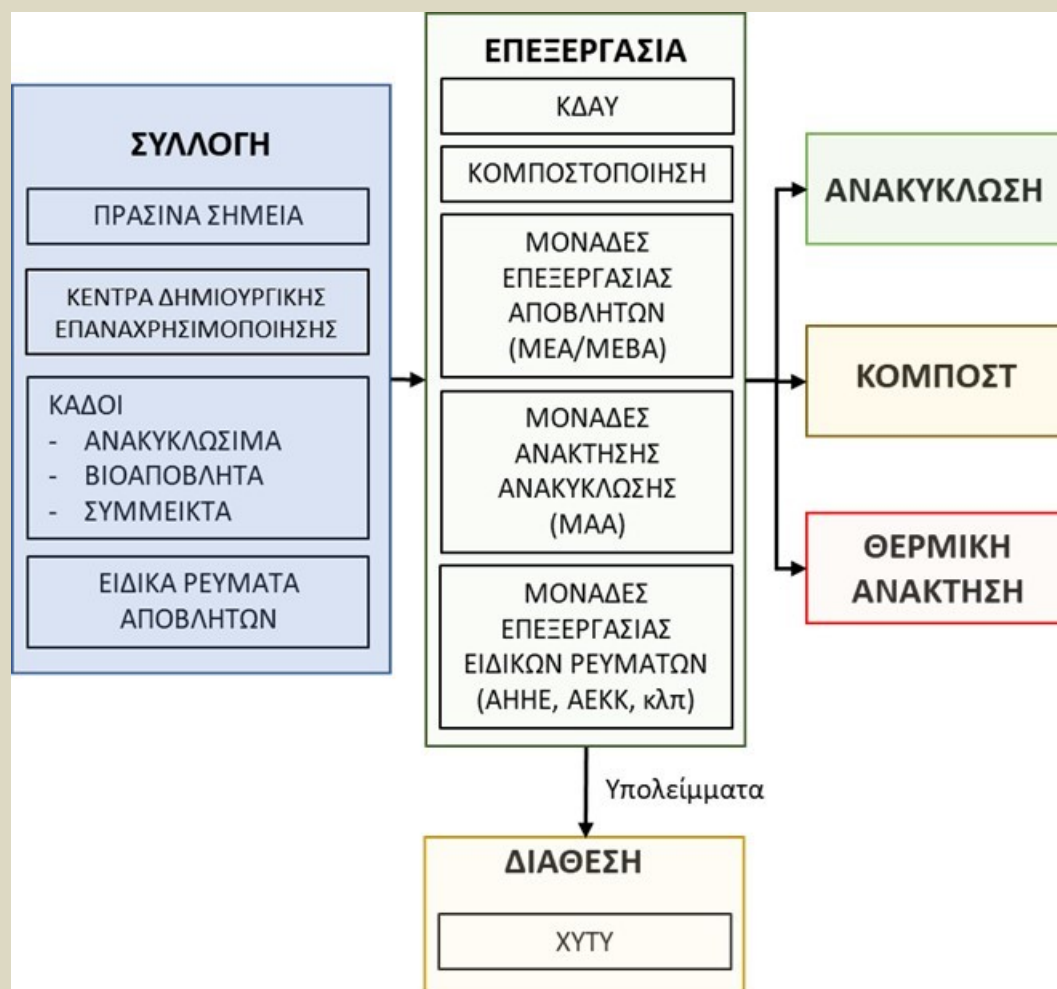 ΣΥΛΛΟΓΗ
ΠΡΑΣΙΝΑ ΣΗΜΕΙΑ
ΚΕΝΤΡΑ ΔΗΜΙΟΥΡΓΙΚΗΣ
ΕΠΑΝΑΧΡΗΣΙΜΟΠΟΙΗΣΗΣ
ΚΑΔΟΙ
- ΑΝΑΚΥΚΛΩΣΙΜΑ
- ΒΙΟΑΠΟΒΛΗΤΑ
- ΣΥΜΜΕΙΚΤΑ
ΕΙΔΙΚΑ ΡΕΥΜΑΤΑ
ΑΠΟΒΛΗΤΩΝ
ΕΠΕΞΕΡΓΑΣΙΑ
ΚΔΑΥ
ΚΟΜΠΟΣΤΟΠΟΙΗΣΗ
ΜΟΝΑΔΕΣ
ΕΠΕΞΕΡΓΑΣΙΑΣ
ΑΠΟΒΛΗΤΩΝ
(ΜΕΑ/ΜΕΒΑ)
ΜΟΝΑΔΕΣ
ΑΝΑΚΤΗΣΗΣ
ΑΝΑΚΥΚΛΩΣΗΣ
(ΜΑΑ)
ΜΟΝΑΔΕΣ
ΕΠΕΞΕΡΓΑΣΙΑΣ
ΕΙΔΙΚΩΝ ΡΕΥΜΑΤΩΝ
(ΑΗΗΕ, ΑΕΚΚ, κλπ)
ΑΝΑΚΥΚΛΩΣΗ
ΚΟΜΠΟΣΤ
ΘΕΡΜΙΚΗ
ΑΝΑΚΤΗΣΗ
Υπολείμματα
ΔΙΑΘΕΣΗ
ΧΥΤΥ